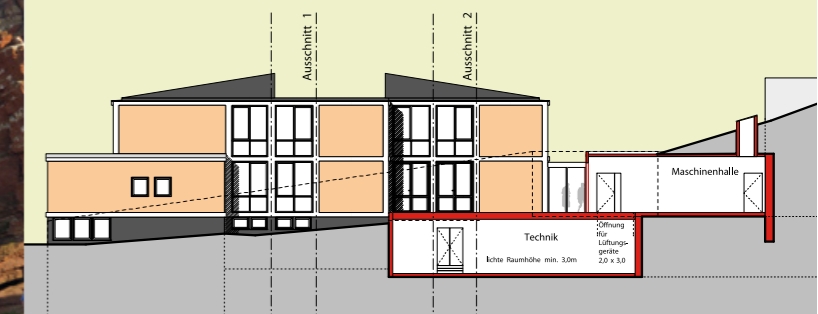 Ausschnitt 1
Ausschnitt 2
Maschinenhalle
Technik
lichte Raumhöhe min. 3,0m
Öffnung
für
Lüftungs-
geräte
2,0 x 3,0